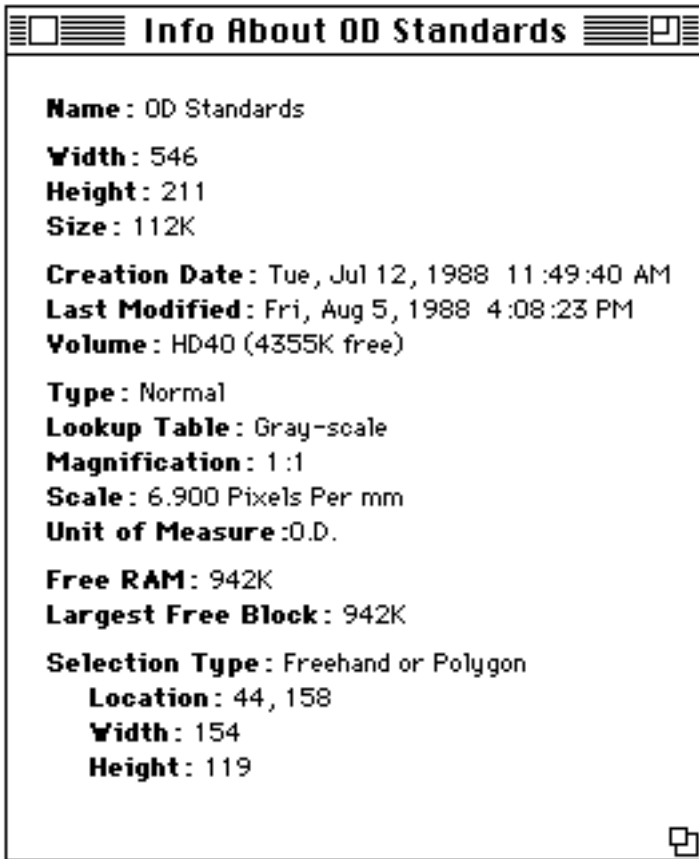 Info About OD Standards
Name: OD Standards
Width: 546
Height: 211
Size: 112K
Creation Date: Tue, Jul 12, 1988 11:49:40 AM
Last Modified: Fri, Aug 5, 1988 4:08:23 PM
Volume: HD40 (4355K free)
Type: Normal
Lookup Table: Gray-scale
Magnification: 1:1
Scale: 6.900 Pixels Per mm
Unit of Measure:O.D.
Free RAM: 942K
Largest Free Block: 942K
Selection Type: Freehand or Polygon
Location: 44, 158
Width: 154
Height: 119